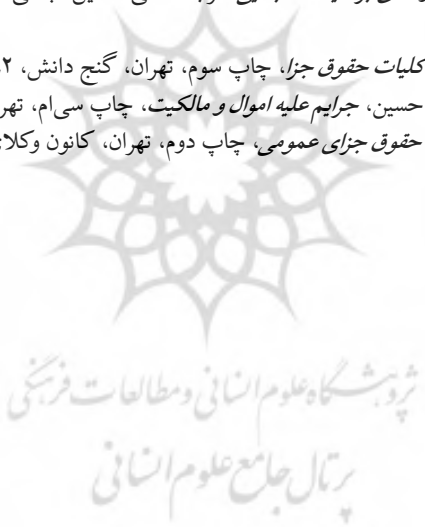 کلیات حقوق جزا، چاپ سوم، تهران، گنج دانش، ۲
حسین، جرایم علیه اموال و مالکیت، چاپ سی‌ام، تهر
حقوق جزای عمومی، چاپ دوم، تهران، کانون وکلا
پژوهشگاه علوم انسانی و مطالعات فرهنگی
پرتال جامع علوم انسانی